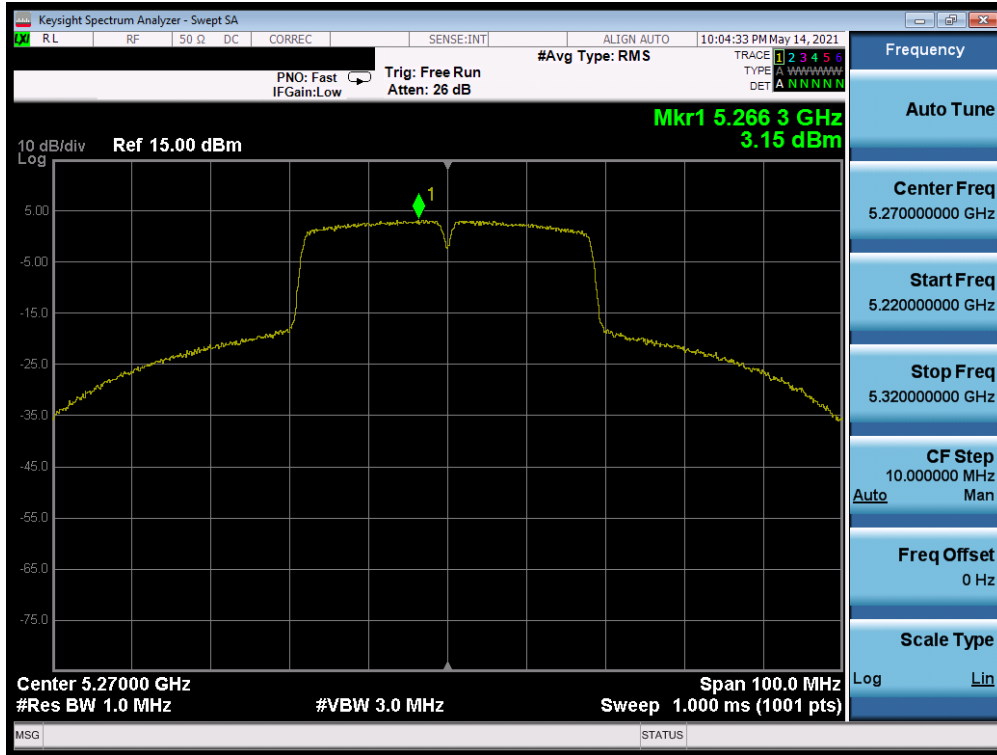 Keysight Spectrum Analyzer - Swept SA
LXI RL RF 50 Ω DC CORREC SENSE:INT ALIGN AUTO 10:04:33 PM May 14, 2021
#Avg Type: RMS
PNO: Fast
IFGain:Low
Trig: Free Run
Atten: 26 dB
TRACE 1 2 3 4 5 6
TYPE A WWWWW
DET A N N N N N
Mkr1 5.266 3 GHz
3.15 dBm
10 dB/div Ref 15.00 dBm
Log
1
5.00
-5.00
-15.0
-25.0
-35.0
-45.0
-55.0
-65.0
-75.0
Center 5.27000 GHz Span 100.0 MHz
#Res BW 1.0 MHz #VBW 3.0 MHz Sweep 1.000 ms (1001 pts)
MSG STATUS
Frequency
Auto Tune
Center Freq
5.270000000 GHz
Start Freq
5.220000000 GHz
Stop Freq
5.320000000 GHz
CF Step
10.000000 MHz
Auto Man
Freq Offset
0 Hz
Scale Type
Log Lin